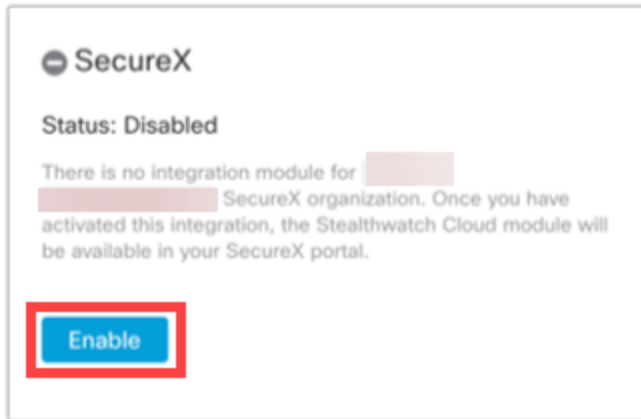 SecureX
Status: Disabled
There is no integration module for
SecureX organization. Once you have
activated this integration, the Stealthwatch Cloud module will
be available in your SecureX portal.
Enable